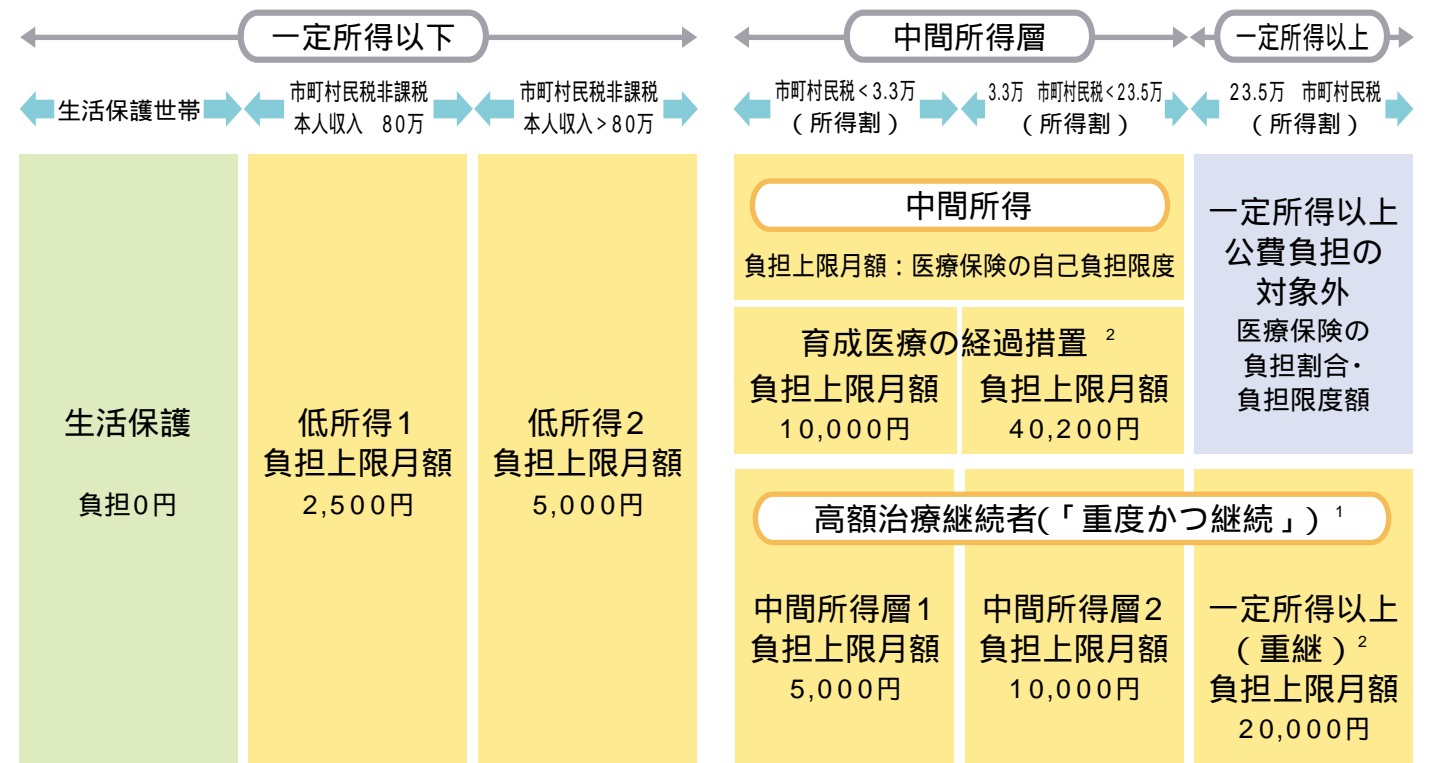 一定所得以下
中間所得層
一定所得以上
生活保護世帯
市町村民税非課税
本人収入　80万
市町村民税非課税
本人収入>80万
市町村民税<3.3万
(所得割)
3.3万　市町村民税<23.5万
(所得割)
23.5万　市町村民税
(所得割)
生活保護
負担0円
低所得1
負担上限月額
2,500円
低所得2
負担上限月額
5,000円
中間所得
負担上限月額:医療保険の自己負担限度
育成医療の経過措置 2
負担上限月額
10,000円
負担上限月額
40,200円
一定所得以上
公費負担の
対象外
医療保険の
負担割合・
負担限度額
高額治療継続者(「重度かつ継続」) 1
中間所得層1
負担上限月額
5,000円
中間所得層2
負担上限月額
10,000円
一定所得以上
(重継) 2
負担上限月額
20,000円